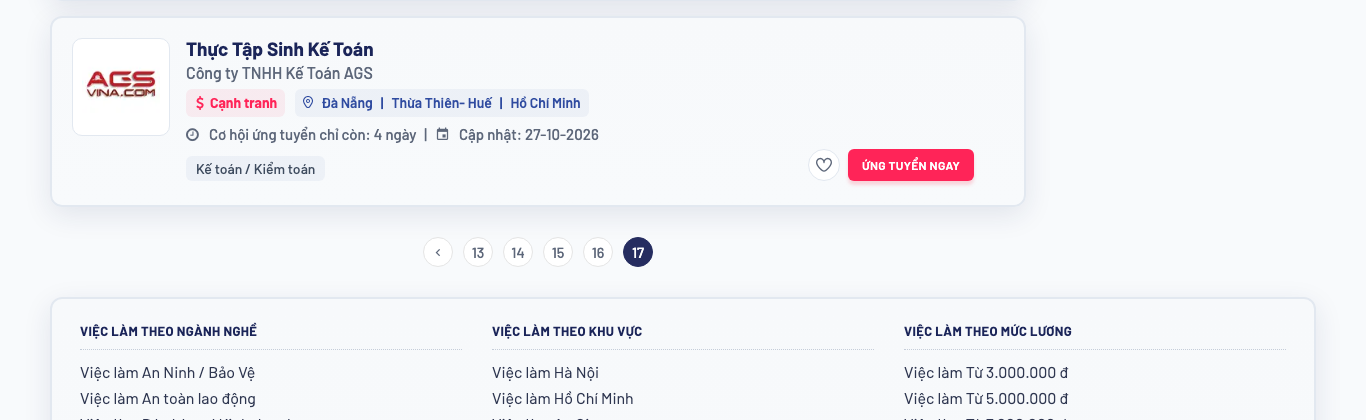 AGS
VINA.COM
Thực Tập Sinh Kế Toán
Công ty TNHH Kế Toán AGS
$ Cạnh tranh
Đà Nẵng | Thừa Thiên- Huế | Hồ Chí Minh
Cơ hội ứng tuyển chỉ còn: 4 ngày | Cập nhật: 27-10-2026
Kế toán / Kiểm toán
ỨNG TUYỂN NGAY
‹ 13 14 15 16 17
VIỆC LÀM THEO NGÀNH NGHỀ
Việc làm An Ninh / Bảo Vệ
Việc làm An toàn lao động
VIỆC LÀM THEO KHU VỰC
Việc làm Hà Nội
Việc làm Hồ Chí Minh
VIỆC LÀM THEO MỨC LƯƠNG
Việc làm Từ 3.000.000 đ
Việc làm Từ 5.000.000 đ